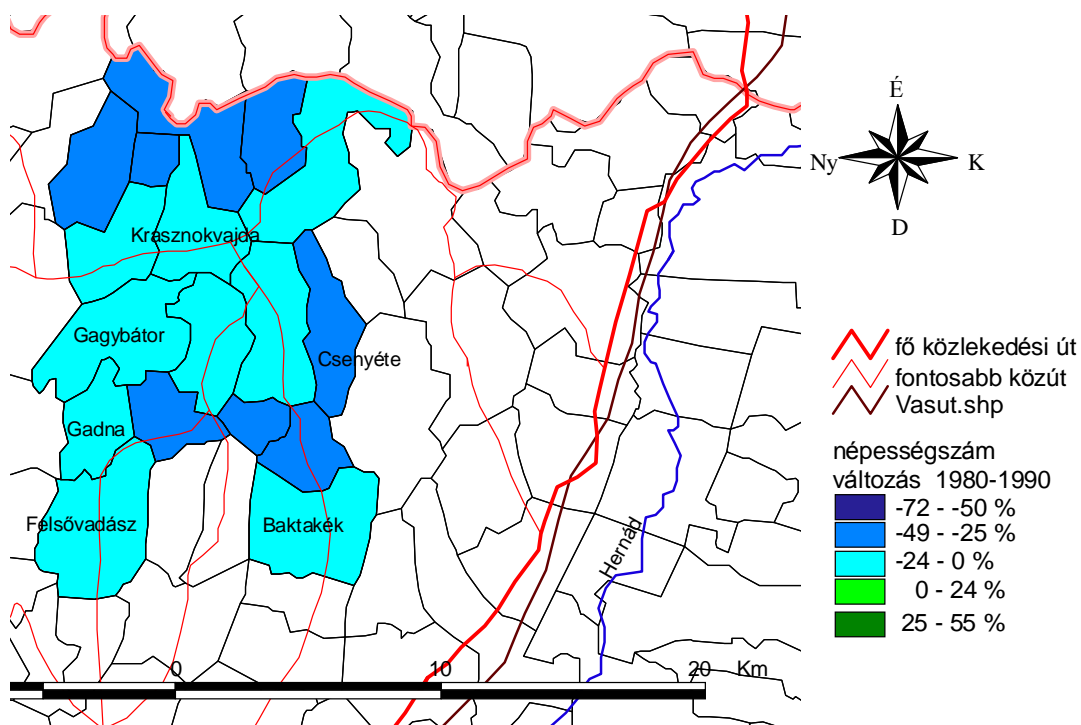 Krasznokvajda
Gagybátor
Csenyéte
Gadna
Felsővadász
Baktakék
Hernád
0 10 20 Km
É
Ny K
D
fő közlekedési út
fontosabb közút
Vasut.shp
népességszám
változás 1980-1990
-72 - -50 %
-49 - -25 %
-24 - 0 %
0 - 24 %
25 - 55 %